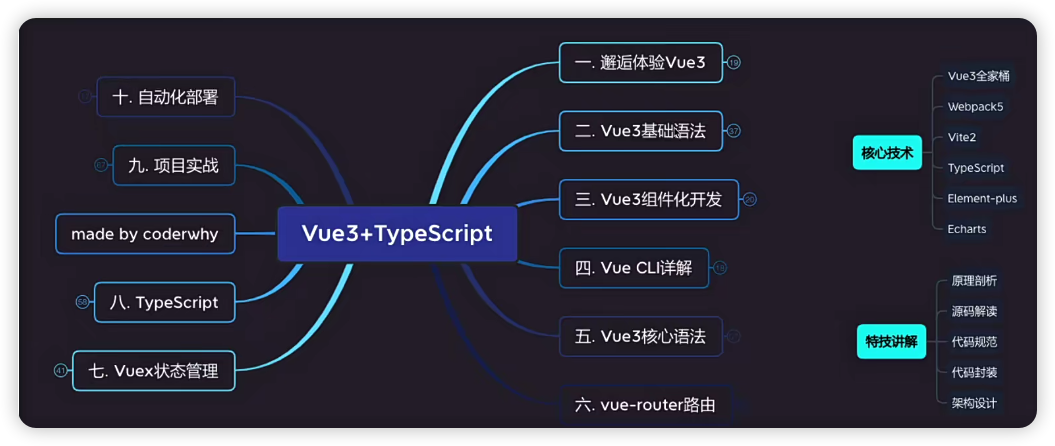 一. 邂逅体验Vue3
19
二. Vue3基础语法
37
三. Vue3组件化开发
20
四. Vue CLI详解
五. Vue3核心语法
六. vue-router路由
Vue3+TypeScript
十. 自动化部署
九. 项目实战
made by coderwhy
八. TypeScript
58
七. Vuex状态管理
41
核心技术
Vue3全家桶
Webpack5
Vite2
TypeScript
Element-plus
Echarts
特技讲解
原理剖析
源码解读
代码规范
代码封装
架构设计